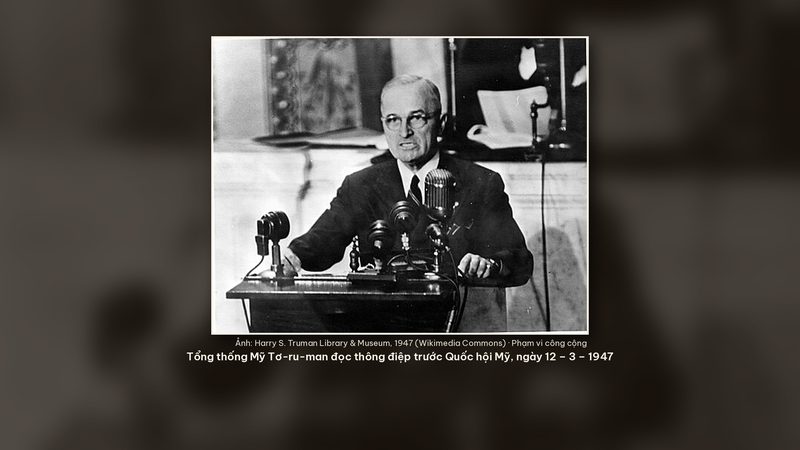 Ảnh: Harry S. Truman Library & Museum, 1947 (Wikimedia Commons) · Phạm vi công cộng
Tổng thống Mỹ Tơ-ru-man đọc thông điệp trước Quốc hội Mỹ, ngày 12 – 3 – 1947